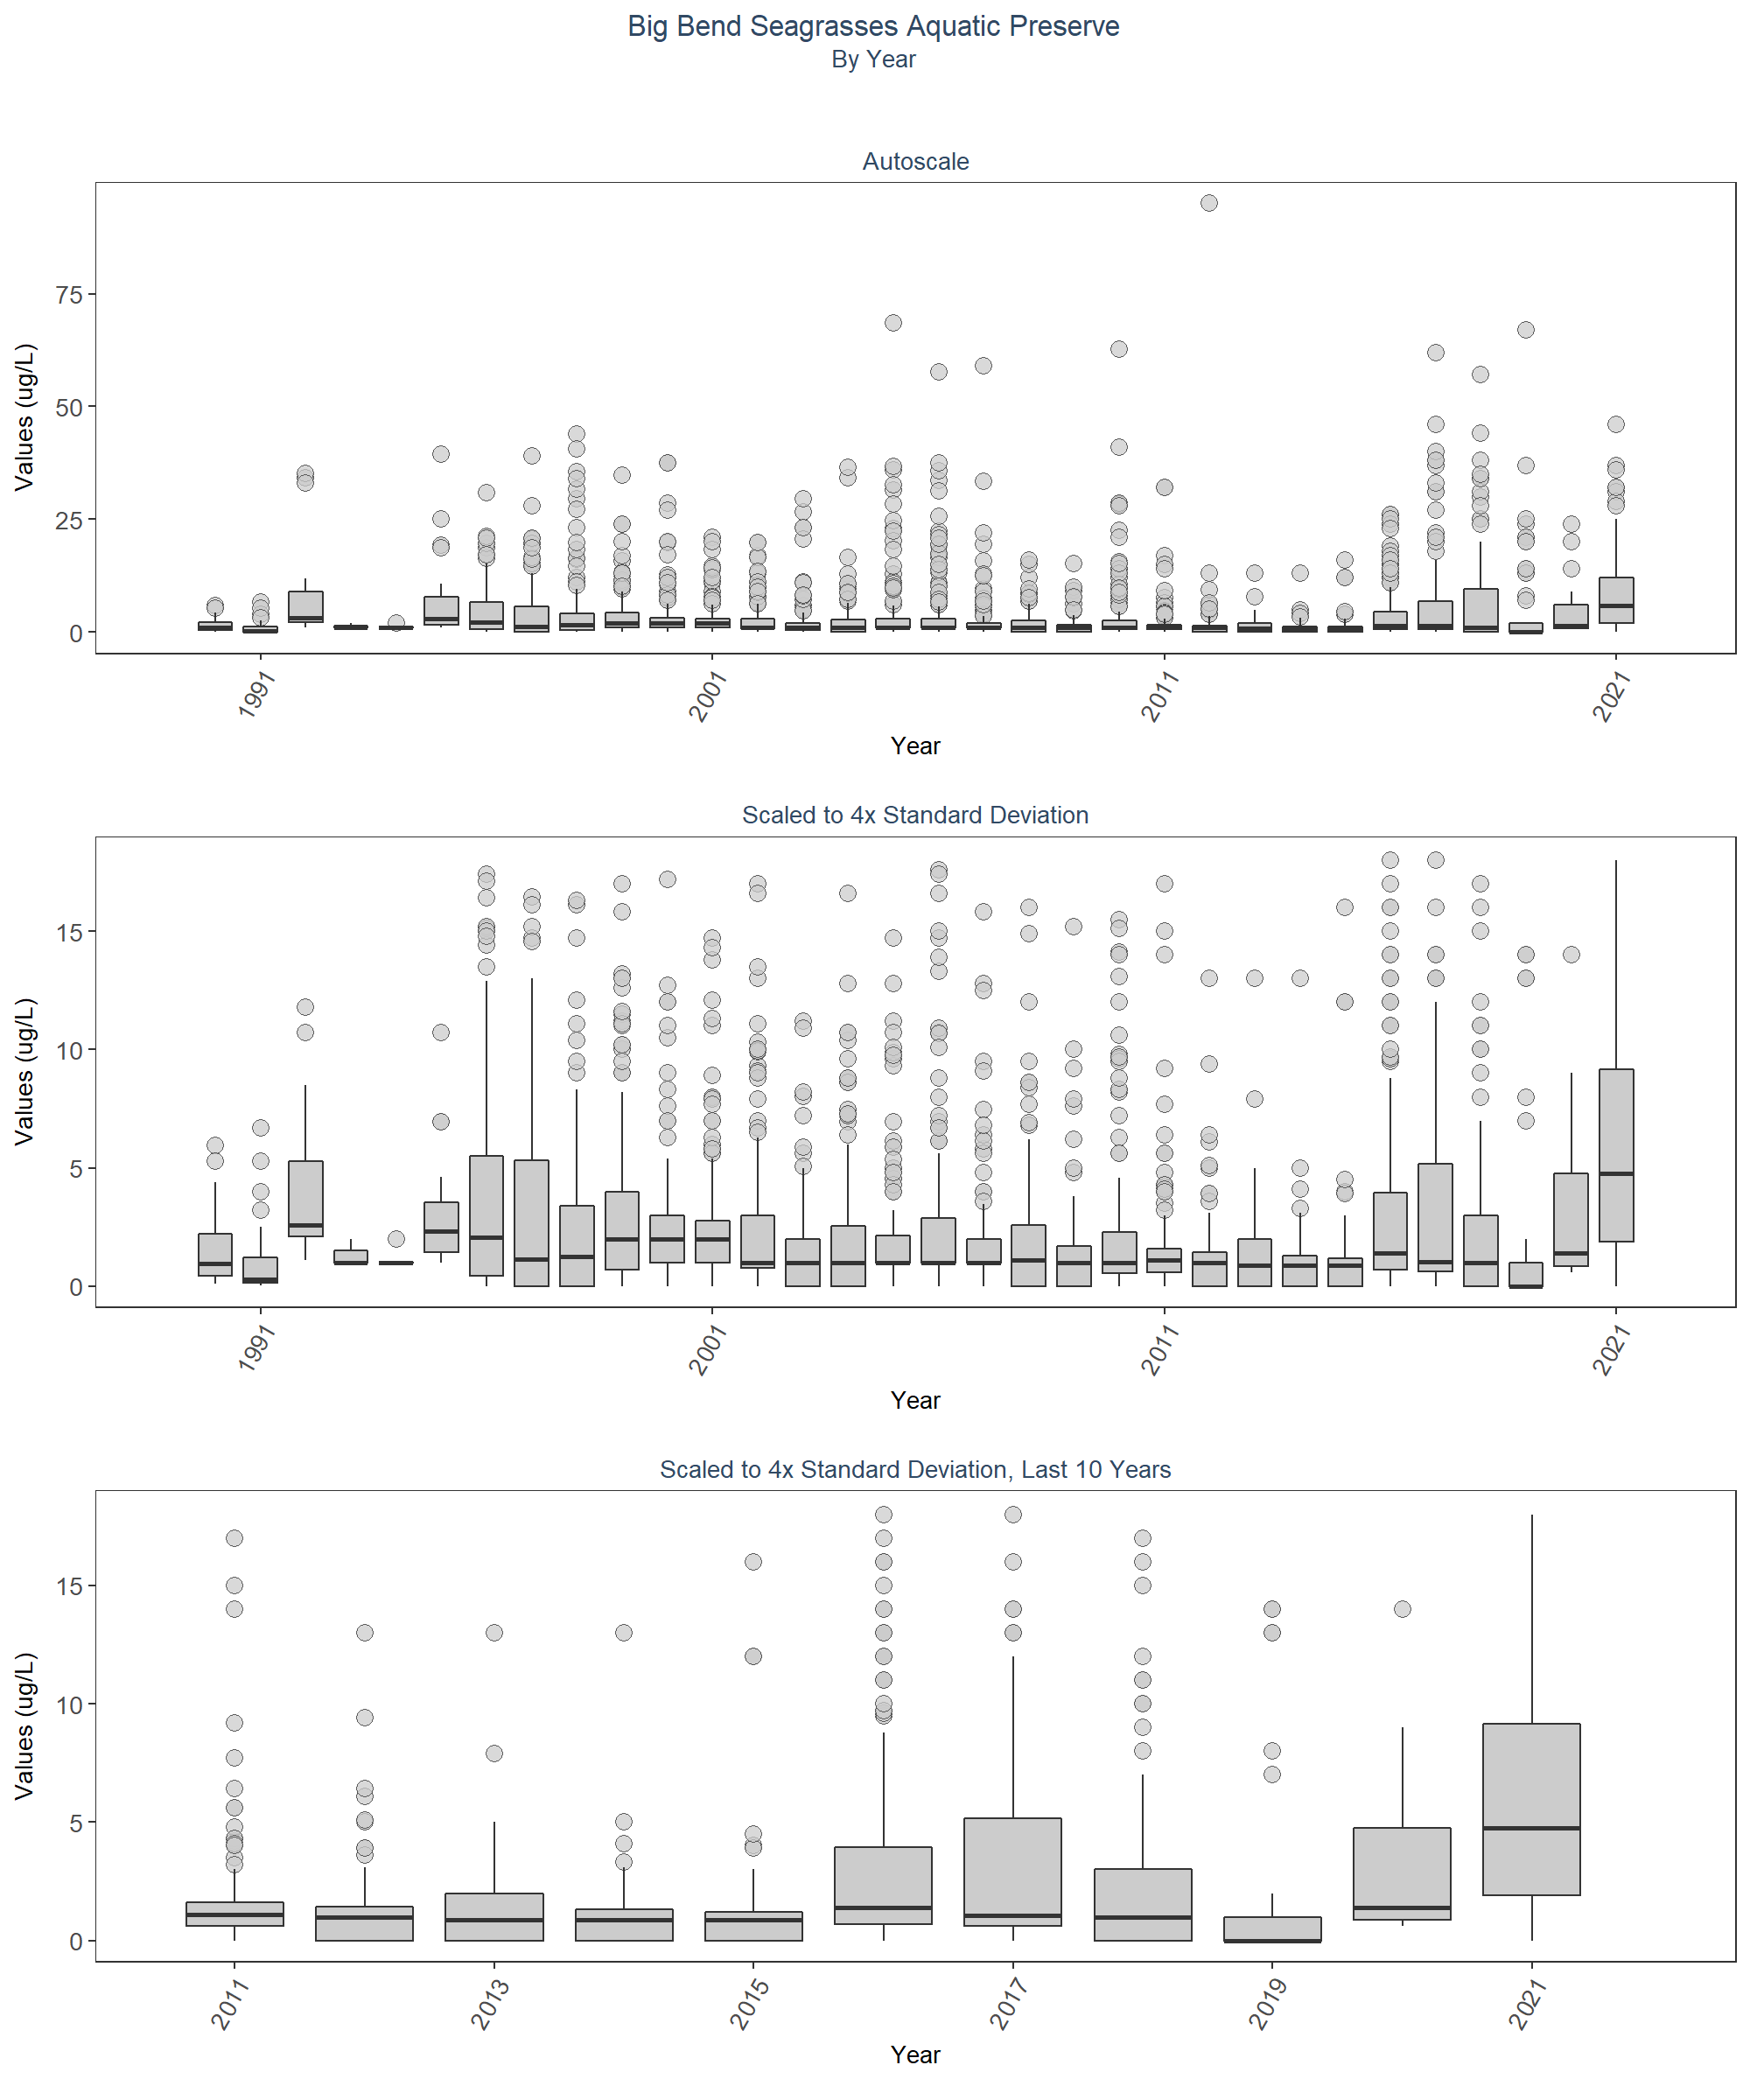 Big Bend Seagrasses Aquatic Preserve
By Year
Autoscale
Values (ug/L)
75
50
25
0
1991
2001
2011
2021
Year
Scaled to 4x Standard Deviation
Values (ug/L)
15
10
5
0
1991
2001
2011
2021
Year
Scaled to 4x Standard Deviation, Last 10 Years
Values (ug/L)
15
10
5
0
2011
2013
2015
2017
2019
2021
Year